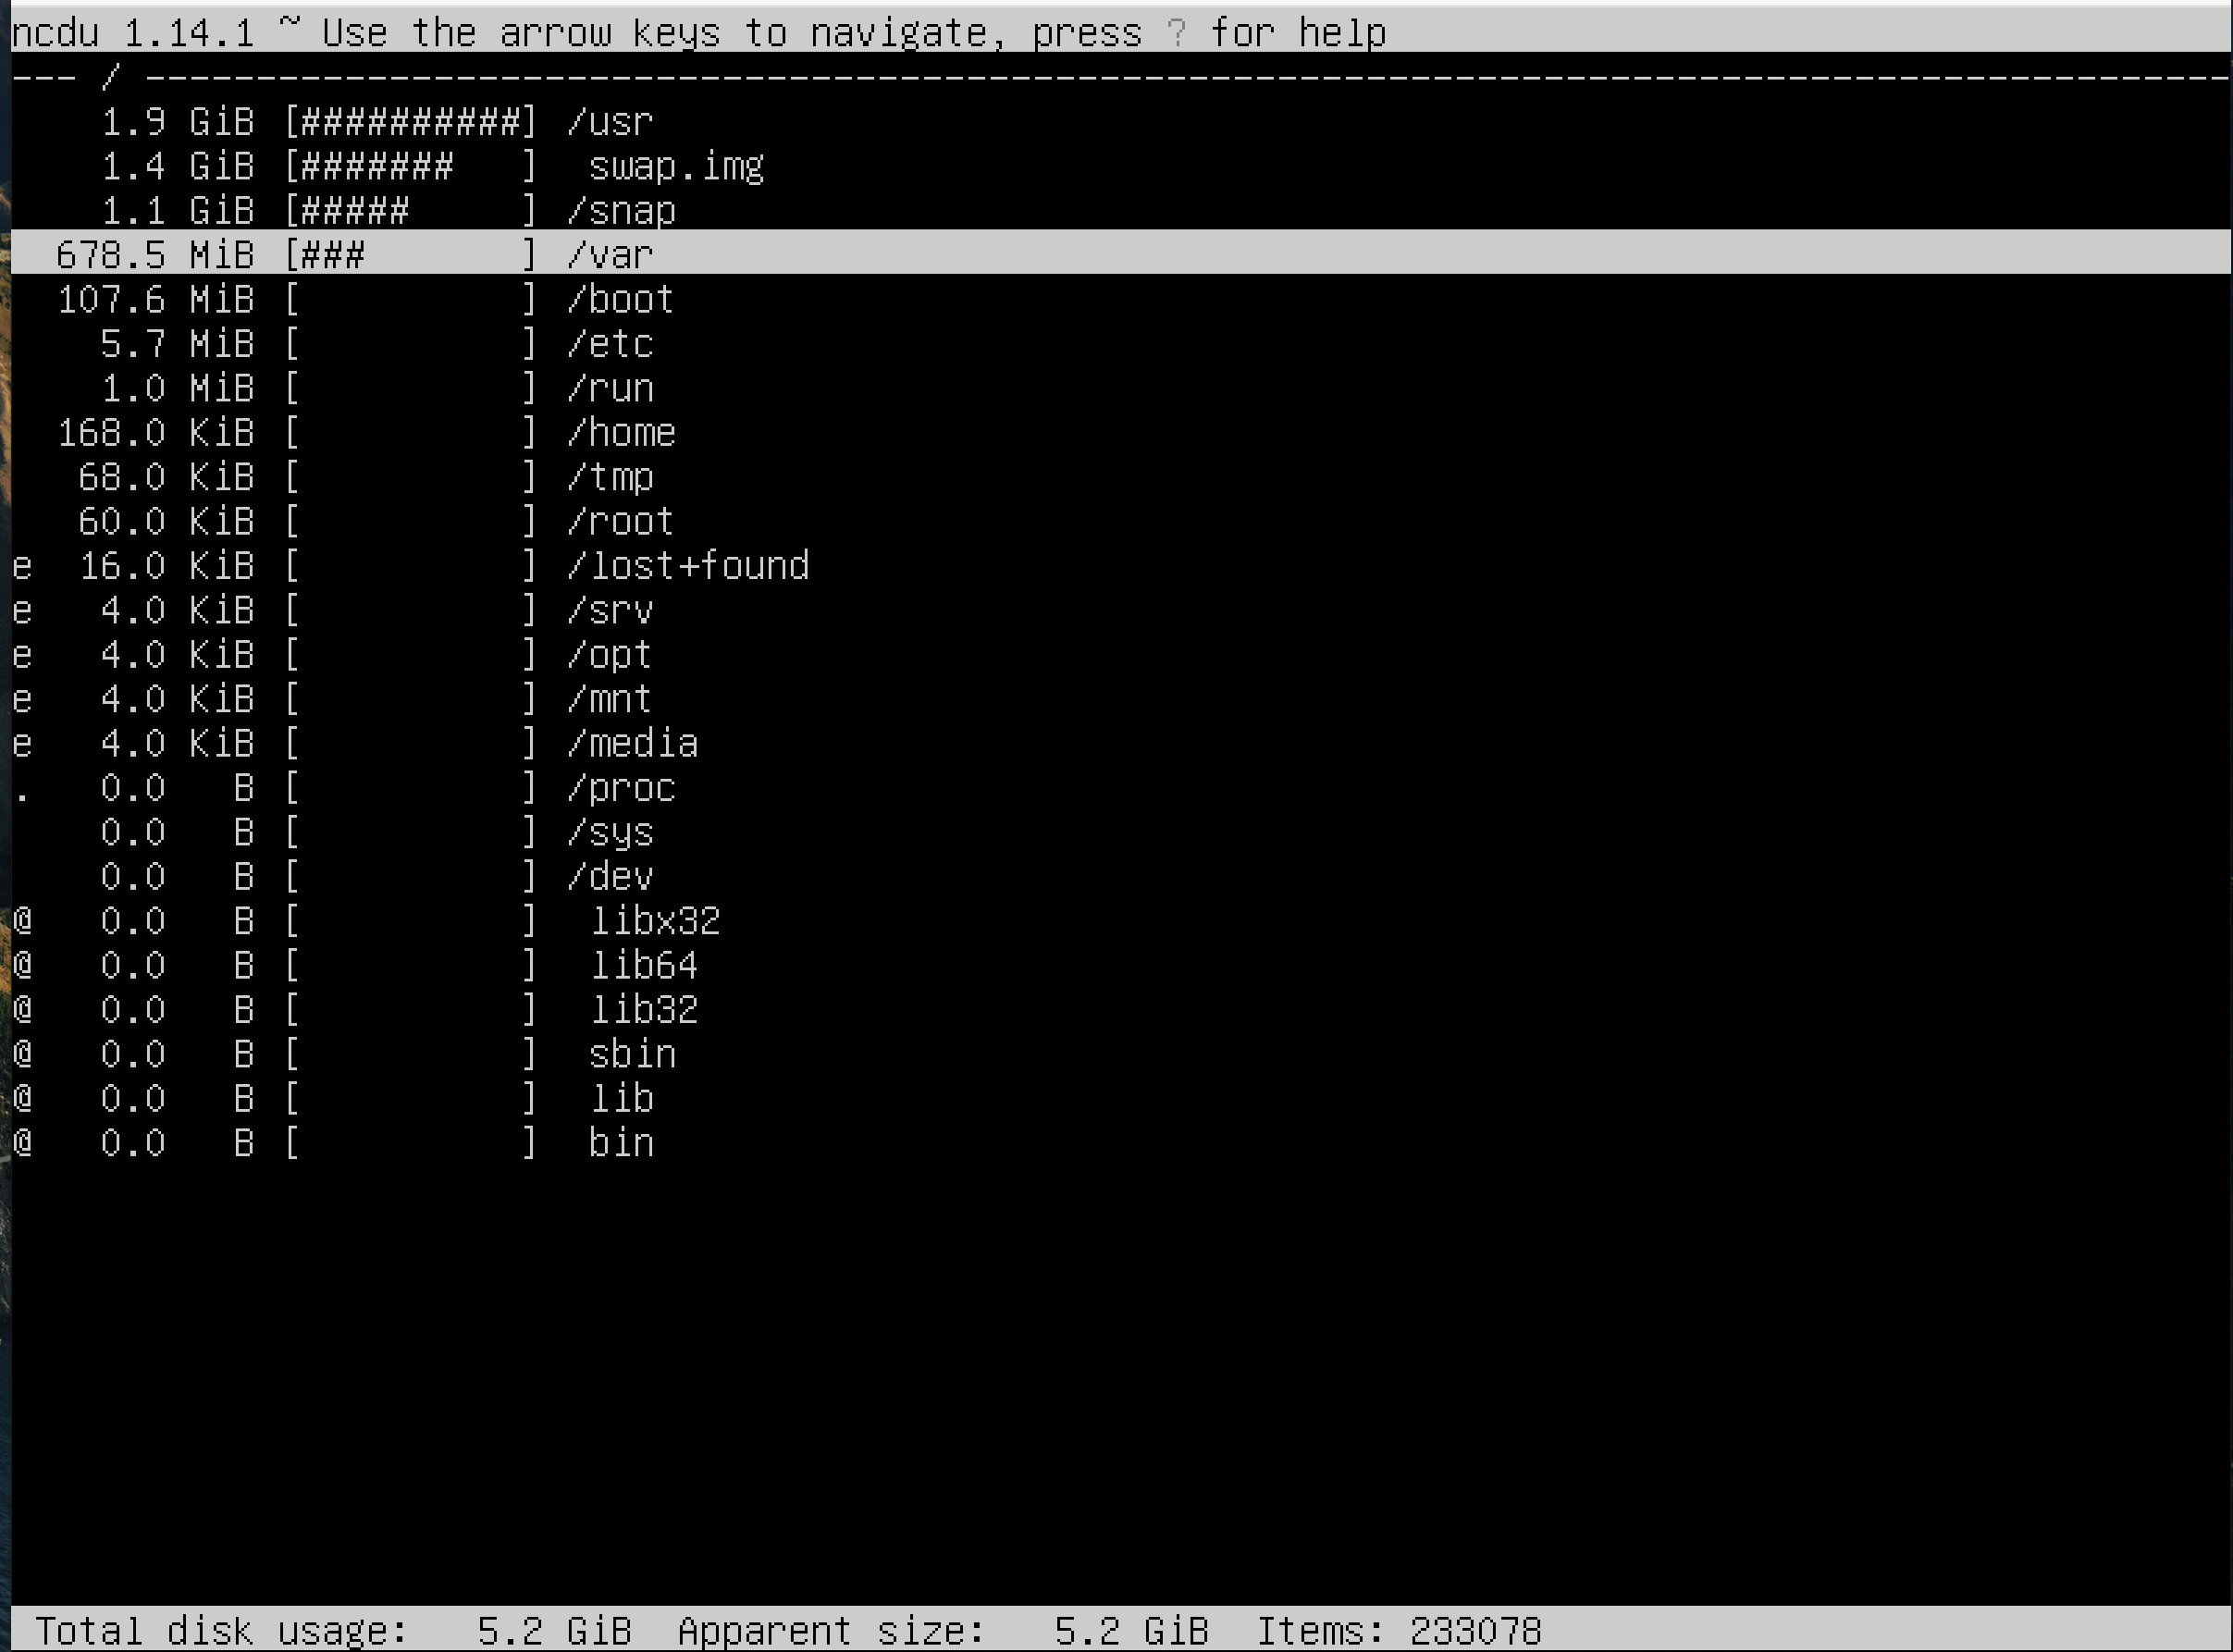 ncdu 1.14.1 ~ Use the arrow keys to navigate, press ? for help
--- / ----------------------------------------------------------------------------------------------
    1.9 GiB [##########] /usr
    1.4 GiB [#######   ]  swap.img
    1.1 GiB [#####     ] /snap
  678.5 MiB [###       ] /var
  107.6 MiB [          ] /boot
    5.7 MiB [          ] /etc
    1.0 MiB [          ] /run
  168.0 KiB [          ] /home
   68.0 KiB [          ] /tmp
   60.0 KiB [          ] /root
e  16.0 KiB [          ] /lost+found
e   4.0 KiB [          ] /srv
e   4.0 KiB [          ] /opt
e   4.0 KiB [          ] /mnt
e   4.0 KiB [          ] /media
.   0.0   B [          ] /proc
    0.0   B [          ] /sys
    0.0   B [          ] /dev
@   0.0   B [          ]  libx32
@   0.0   B [          ]  lib64
@   0.0   B [          ]  lib32
@   0.0   B [          ]  sbin
@   0.0   B [          ]  lib
@   0.0   B [          ]  bin
 Total disk usage:   5.2 GiB  Apparent size:   5.2 GiB  Items: 233078